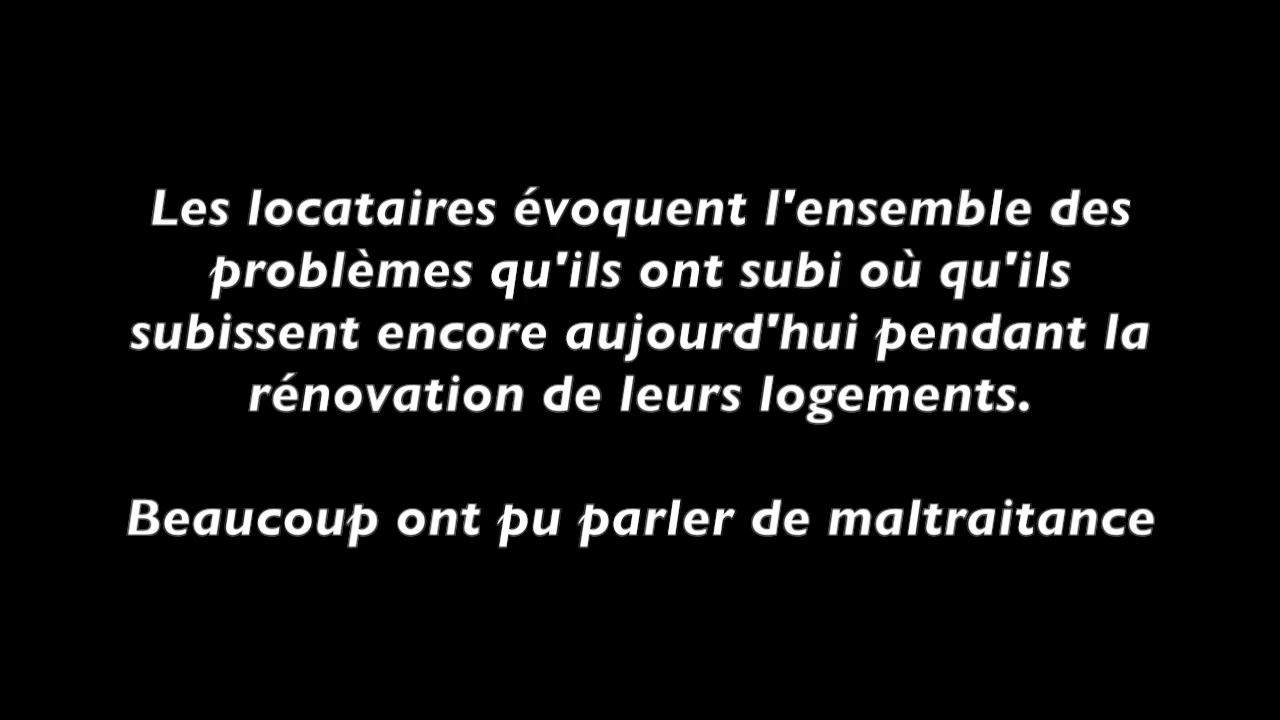 Les locataires évoquent l'ensemble des
problèmes qu'ils ont subi où qu'ils
subissent encore aujourd'hui pendant la
rénovation de leurs logements.
Beaucoup ont pu parler de maltraitance